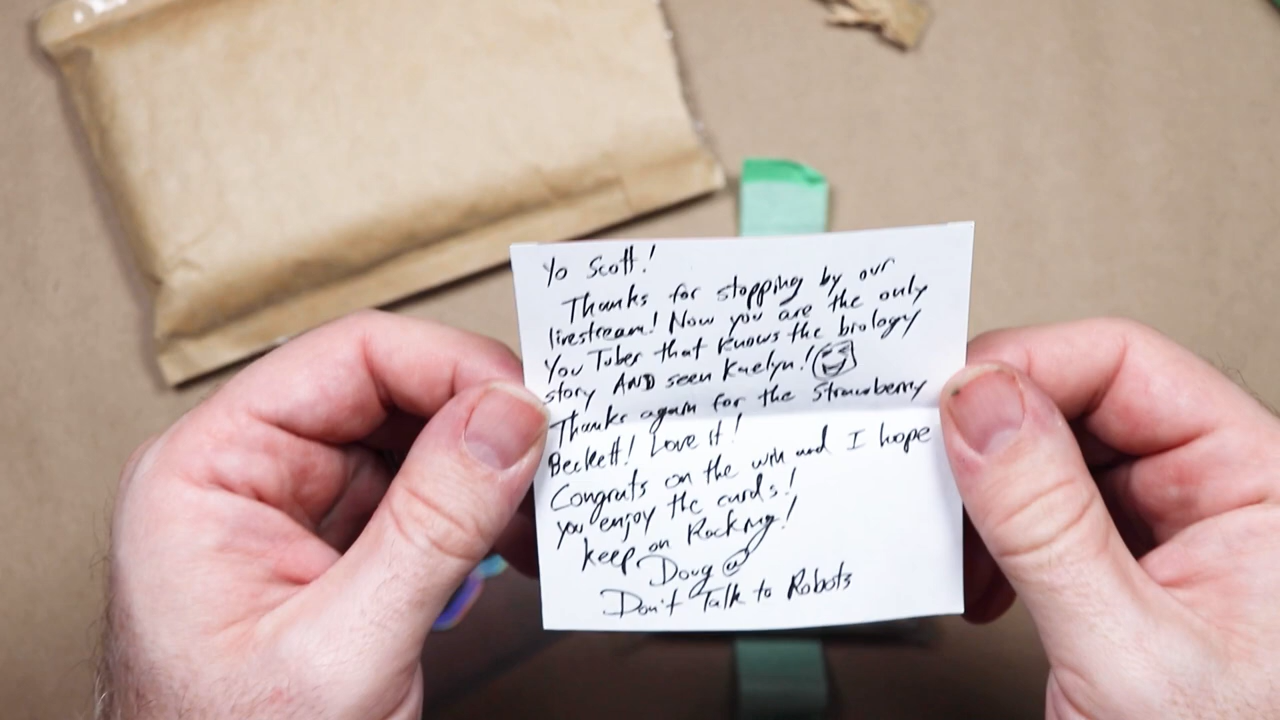 Yo Scott!
Thanks for stopping by our
livestream! Now you are the only
YouTuber that knows the biology
story AND seen Kaelyn!
Thanks again for the Strawberry
Beckett! Love it!
Congrats on the win and I hope
you enjoy the cards!
keep on Rocking!
Doug @
Don't Talk to Robots